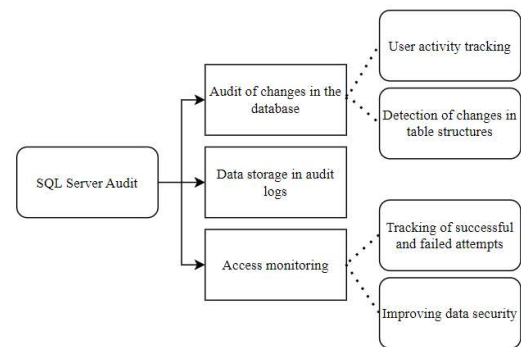 SQL Server Audit
Audit of changes in the
database
User activity tracking
Detection of changes in
table structures
Data storage in audit
logs
Access monitoring
Tracking of successful
and failed attempts
Improving data security